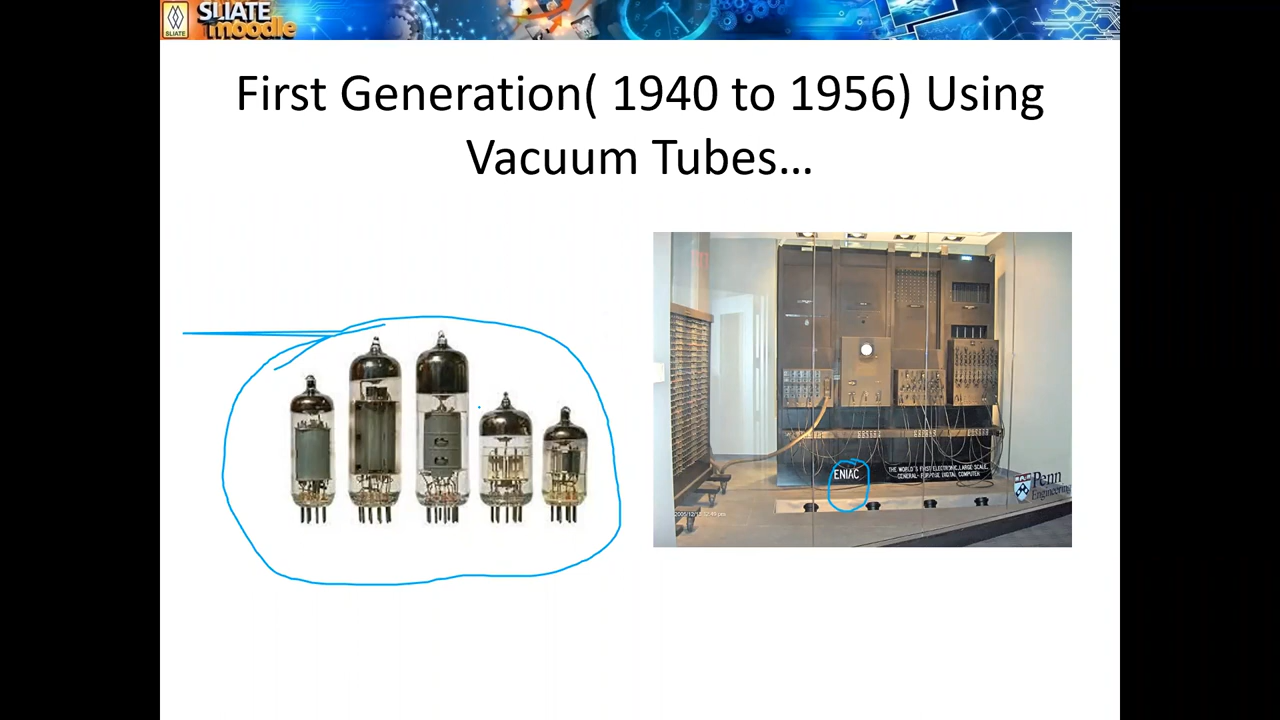 SLIATE
moodle
SLIATE
First Generation( 1940 to 1956) Using
Vacuum Tubes…
ENIAC
THE WORLD'S FIRST ELECTRONIC, LARGE SCALE,
GENERAL-PURPOSE DIGITAL COMPUTER
Penn
Engineering